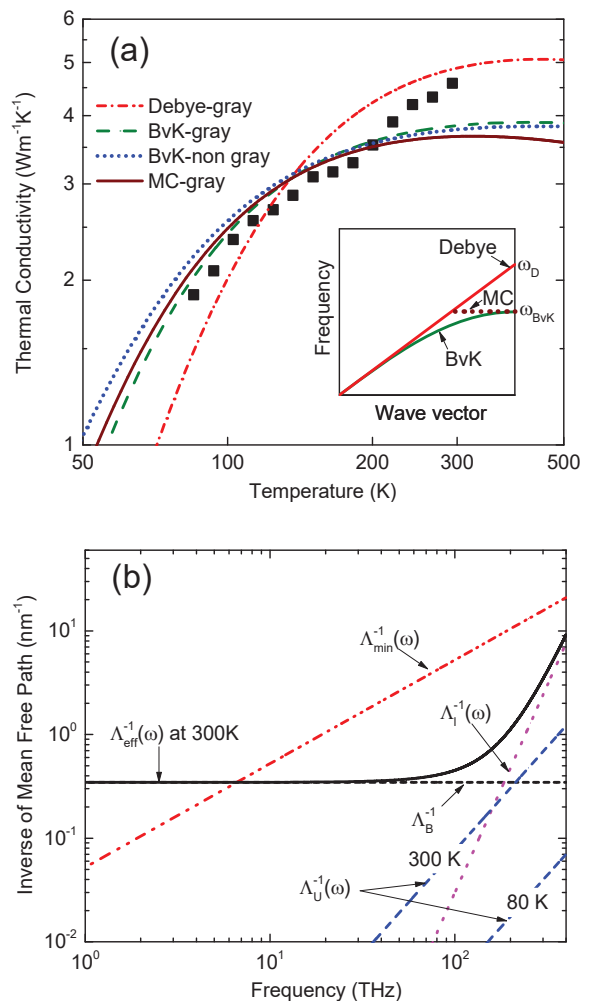 (a)
Thermal Conductivity (Wm⁻¹K⁻¹)
6
5
4
3
2
1
Debye-gray
BvK-gray
BvK-non gray
MC-gray
Frequency
Debye
ω_D
MC
ω_BvK
BvK
Wave vector
50
100
200
300
500
Temperature (K)
(b)
Inverse of Mean Free Path (nm⁻¹)
10¹
10⁰
10⁻¹
10⁻²
Λ⁻¹_min(ω)
Λ⁻¹_eff(ω) at 300K
Λ⁻¹_I(ω)
Λ⁻¹_B
300 K
Λ⁻¹_U(ω)
80 K
10⁰
10¹
10²
Frequency (THz)